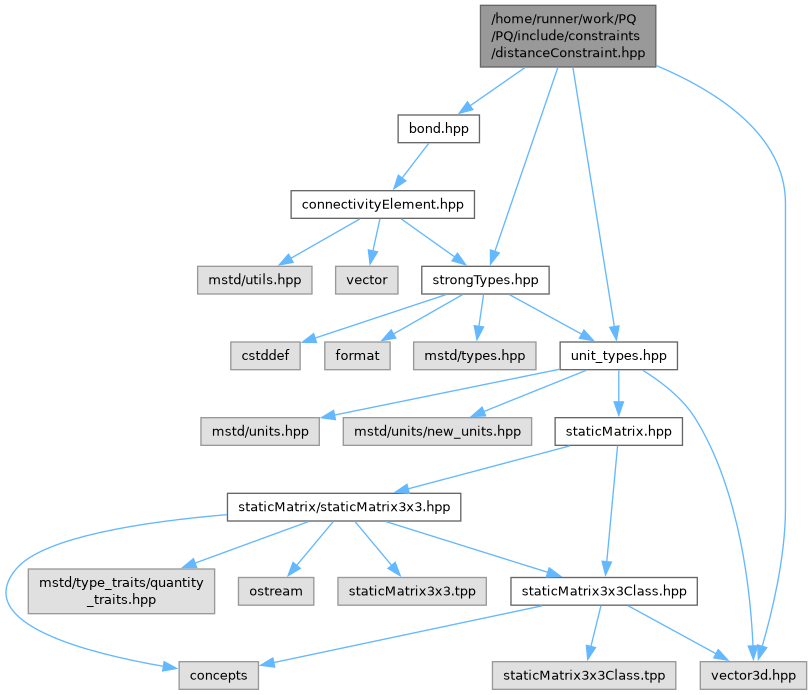 /home/runner/work/PQ
/PQ/include/constraints
/distanceConstraint.hpp
bond.hpp
connectivityElement.hpp
mstd/utils.hpp
vector
strongTypes.hpp
cstddef
format
mstd/types.hpp
unit_types.hpp
mstd/units.hpp
mstd/units/new_units.hpp
staticMatrix.hpp
staticMatrix/staticMatrix3x3.hpp
mstd/type_traits/quantity
_traits.hpp
ostream
staticMatrix3x3.tpp
staticMatrix3x3Class.hpp
concepts
staticMatrix3x3Class.tpp
vector3d.hpp